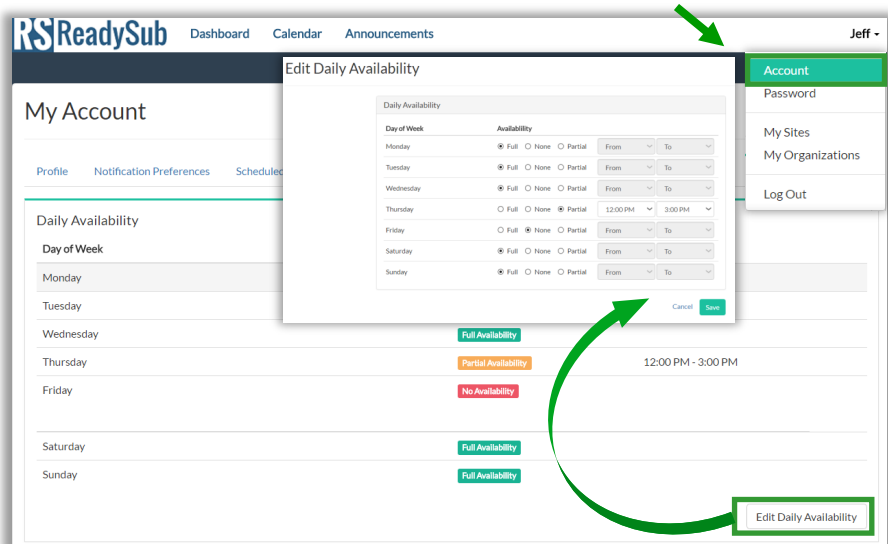 RS ReadySub Dashboard Calendar Announcements Jeff
Account
Password
My Sites
My Organizations
Log Out
Edit Daily Availability
Daily Availability
Day of Week Availablility
Monday Full None Partial From To
Tuesday Full None Partial From To
Wednesday Full None Partial From To
Thursday Full None Partial 12:00 PM 3:00 PM
Friday Full None Partial From To
Saturday Full None Partial From To
Sunday Full None Partial From To
Cancel Save
My Account
Profile Notification Preferences Scheduled
Daily Availability
Day of Week
Monday
Tuesday
Wednesday Full Availability
Thursday Partial Availability 12:00 PM - 3:00 PM
Friday No Availability
Saturday Full Availability
Sunday Full Availability
Edit Daily Availability